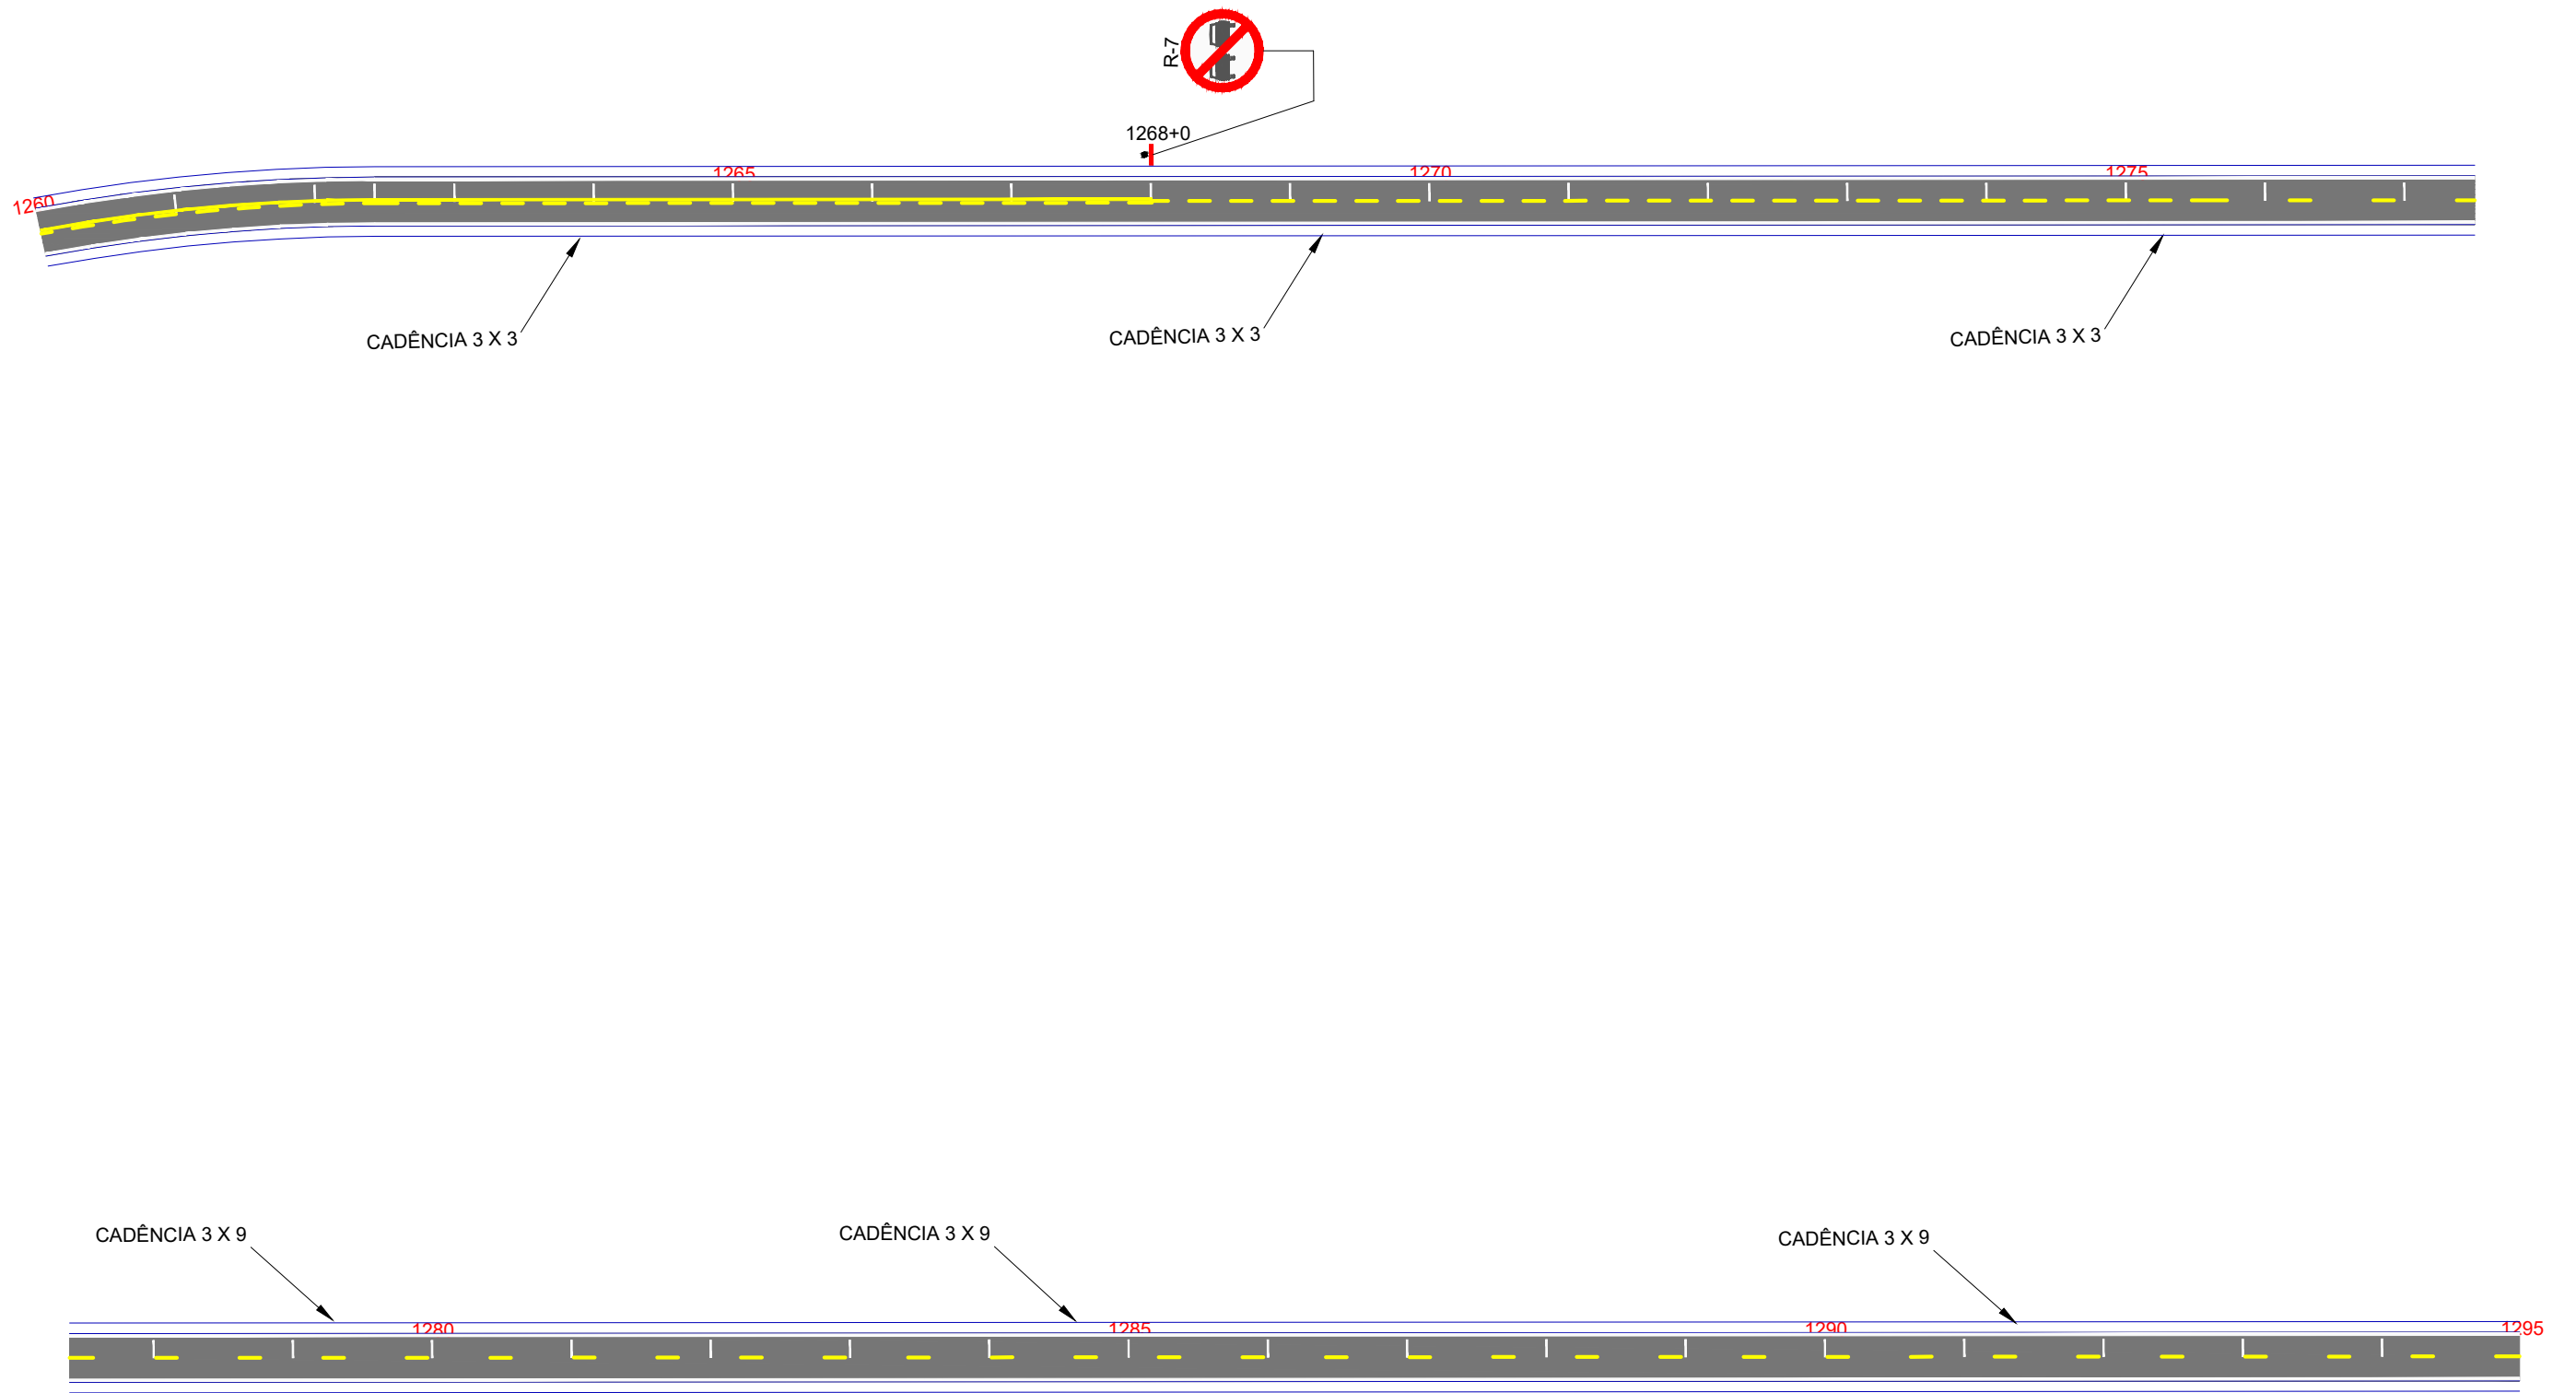 R-7
1268+0
1260
1265
1270
1275
CADÊNCIA 3 X 3
CADÊNCIA 3 X 3
CADÊNCIA 3 X 3
CADÊNCIA 3 X 9
CADÊNCIA 3 X 9
CADÊNCIA 3 X 9
1280
1285
1290
1295